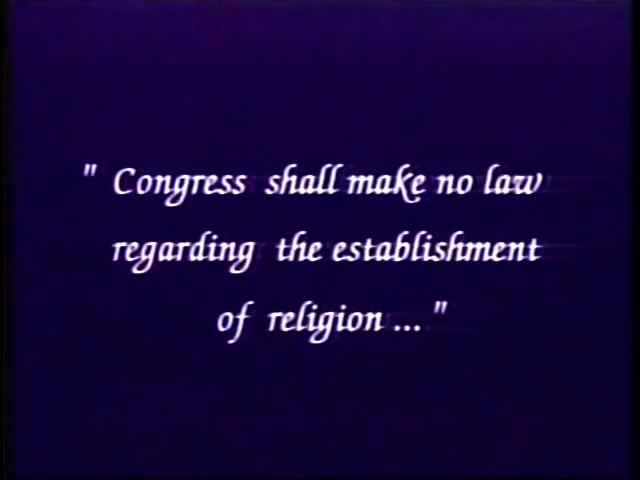 " Congress shall make no law
regarding the establishment
of religion ... "